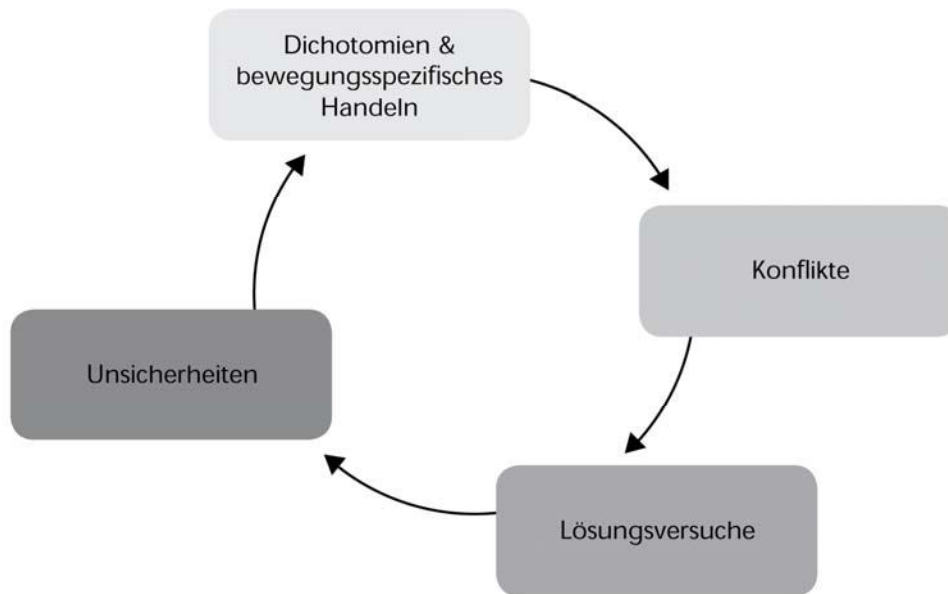 Dichotomien &
bewegungsspezifisches
Handeln
Konflikte
Unsicherheiten
Lösungsversuche